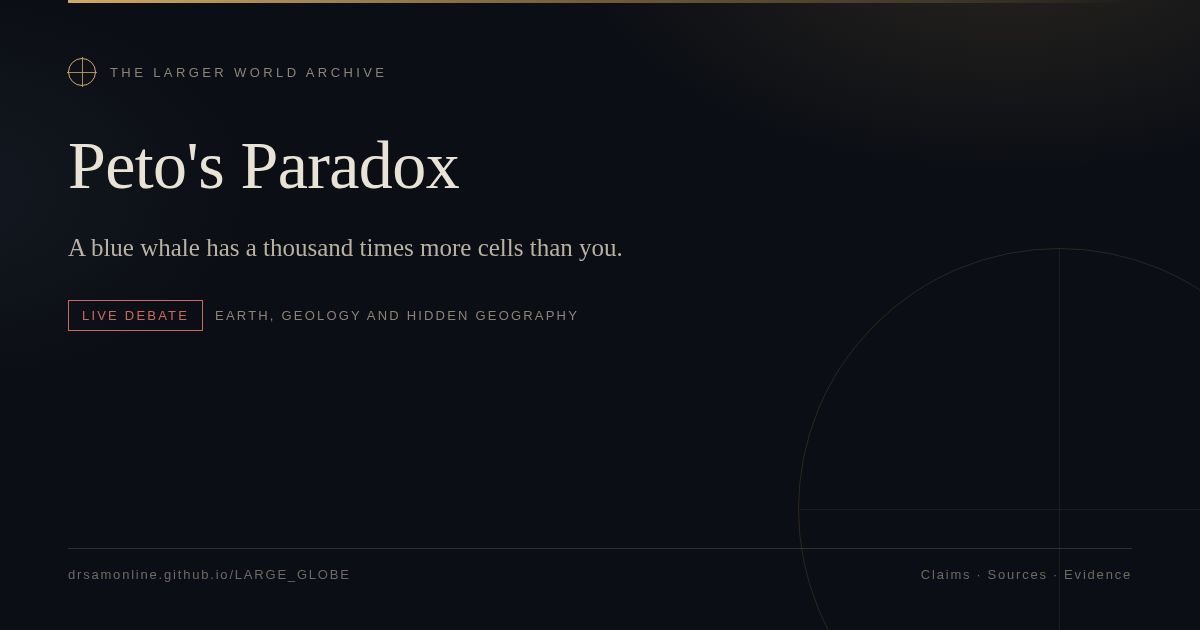 THE LARGER WORLD ARCHIVE
Peto's Paradox
A blue whale has a thousand times more cells than you.
LIVE DEBATE EARTH, GEOLOGY AND HIDDEN GEOGRAPHY
drsamonline.github.io/LARGE_GLOBE Claims · Sources · Evidence